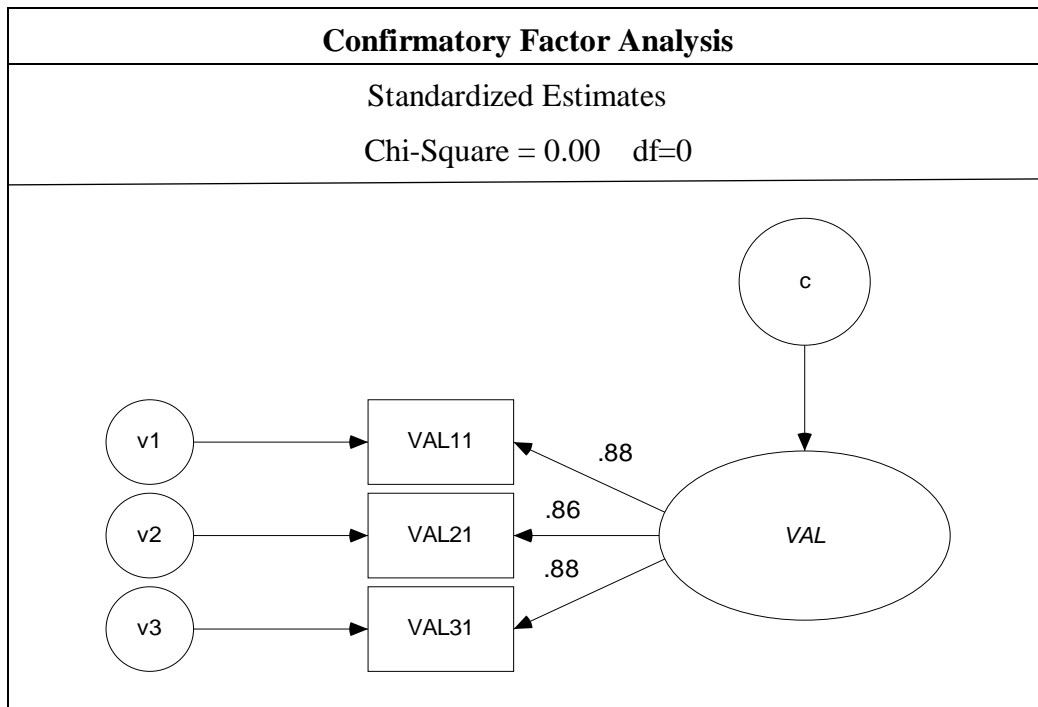 Confirmatory Factor Analysis
Standardized Estimates
Chi-Square = 0.00 df=0
c
v1
VAL11
.88
v2
VAL21
.86
VAL
v3
VAL31
.88